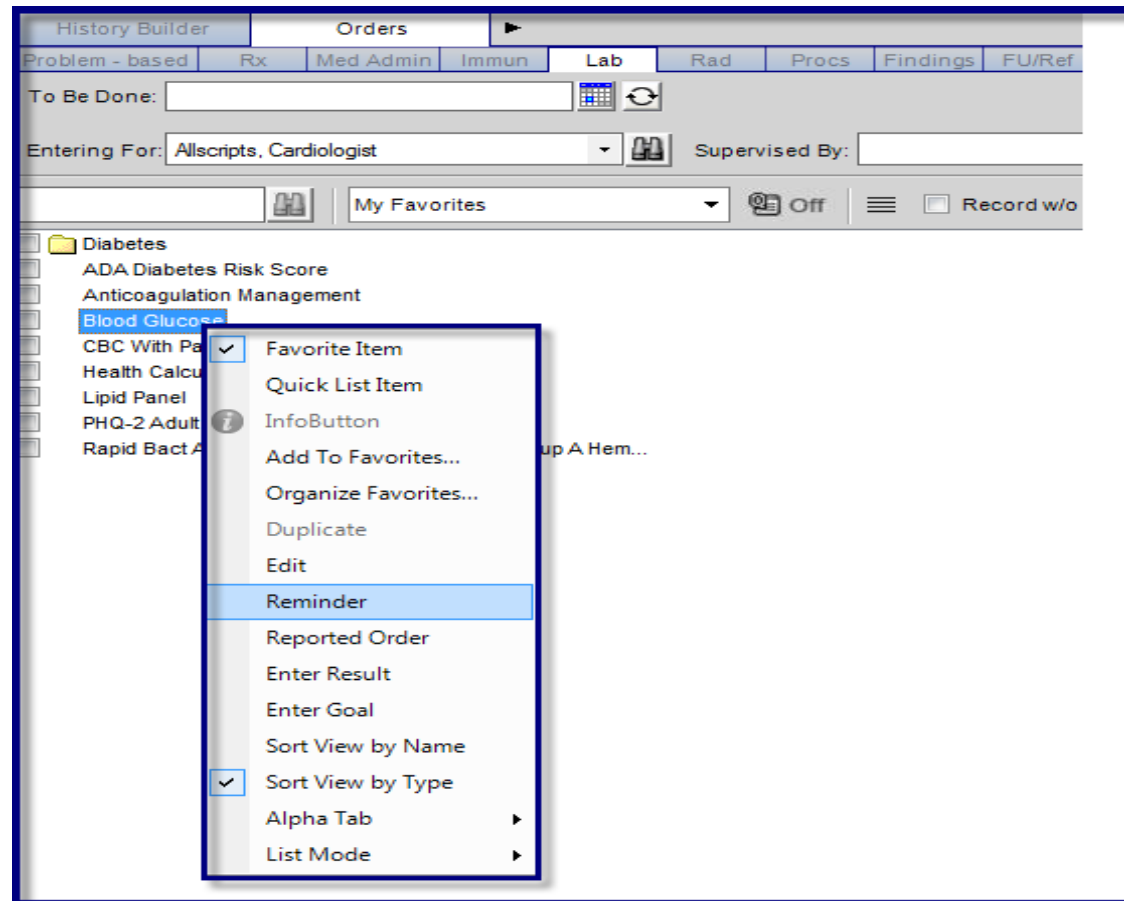 History Builder Orders
Problem - based Rx Med Admin Immun Lab Rad Procs Findings FU/Ref
To Be Done:
Entering For: Allscripts, Cardiologist Supervised By:
My Favorites Off Record w/o
Diabetes
ADA Diabetes Risk Score
Anticoagulation Management
Blood Glucose
CBC With Pa
Health Calcu
Lipid Panel
PHQ-2 Adult
Rapid Bact A up A Hem...
Favorite Item
Quick List Item
InfoButton
Add To Favorites...
Organize Favorites...
Duplicate
Edit
Reminder
Reported Order
Enter Result
Enter Goal
Sort View by Name
Sort View by Type
Alpha Tab
List Mode